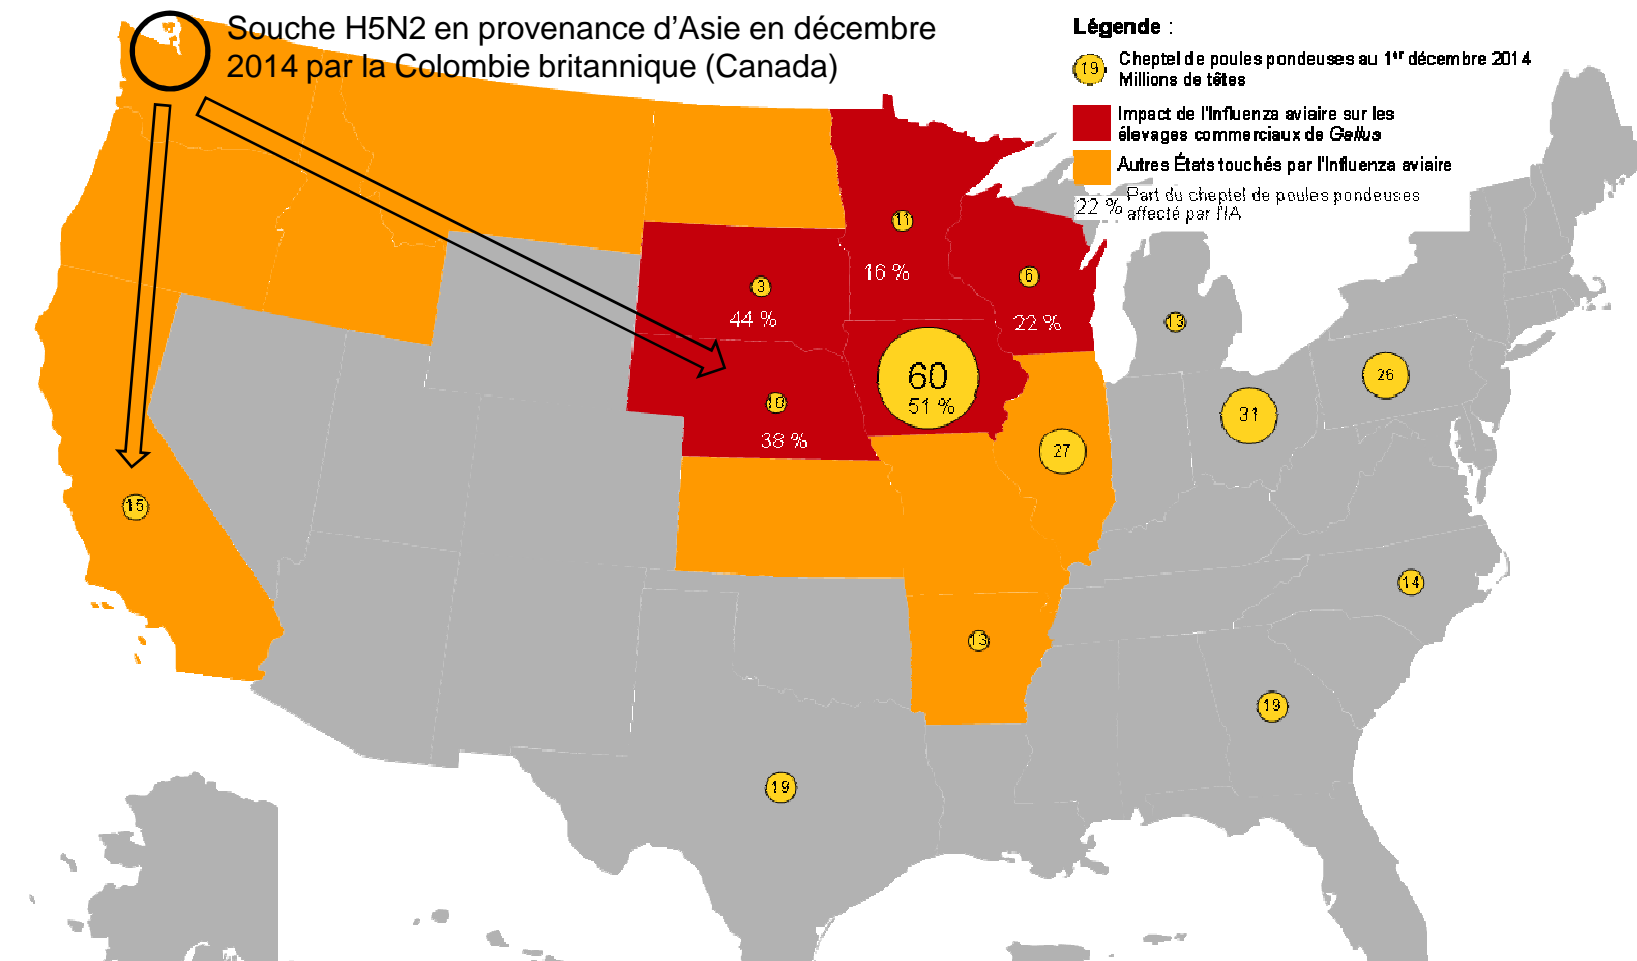 Souche H5N2 en provenance d’Asie en décembre
2014 par la Colombie britannique (Canada)
Légende :
19
Cheptel de poules pondeuses au 1er décembre 2014
Millions de têtes
Impact de l'Influenza aviaire sur les
élevages commerciaux de Gallus
Autres États touchés par l'Influenza aviaire
22 %
Part du cheptel de poules pondeuses
affecté par l'IA
11
16 %
6
22 %
3
44 %
13
60
51 %
26
10
38 %
31
27
15
14
13
19
19